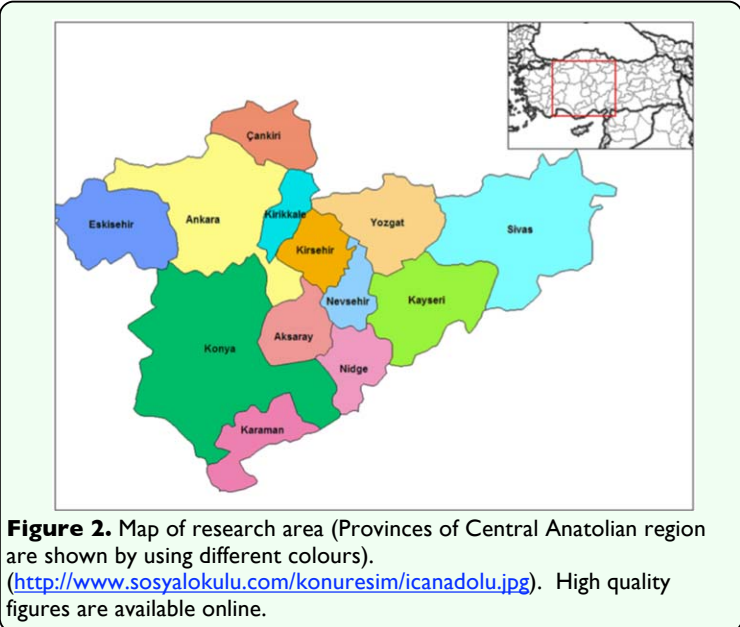 Çankiri
Eskisehir
Ankara
Kirikkale
Yozgat
Sivas
Kirsehir
Nevsehir
Kayseri
Konya
Aksaray
Nidge
Karaman
Figure 2. Map of research area (Provinces of Central Anatolian region
are shown by using different colours).
(http://www.sosyalokulu.com/konuresim/icanadolu.jpg). High quality
figures are available online.